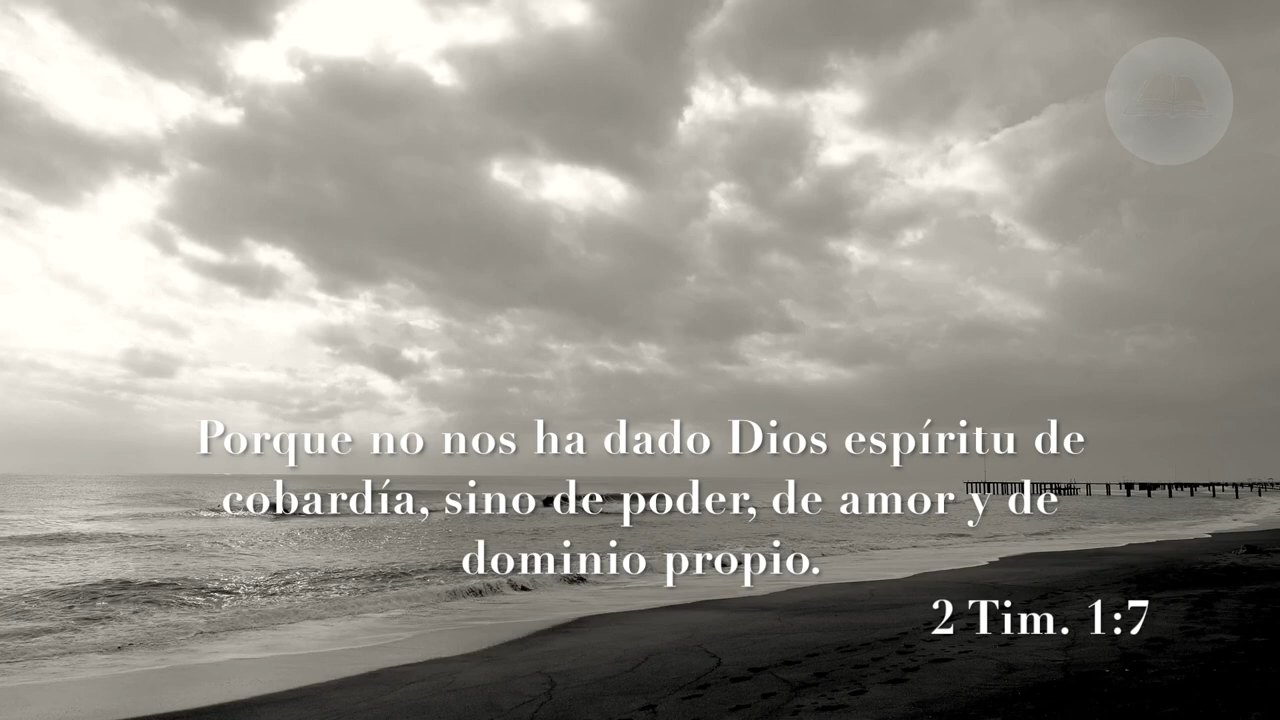 Porque no nos ha dado Dios espíritu de
cobardía, sino de poder, de amor y de
dominio propio.
2 Tim. 1:7